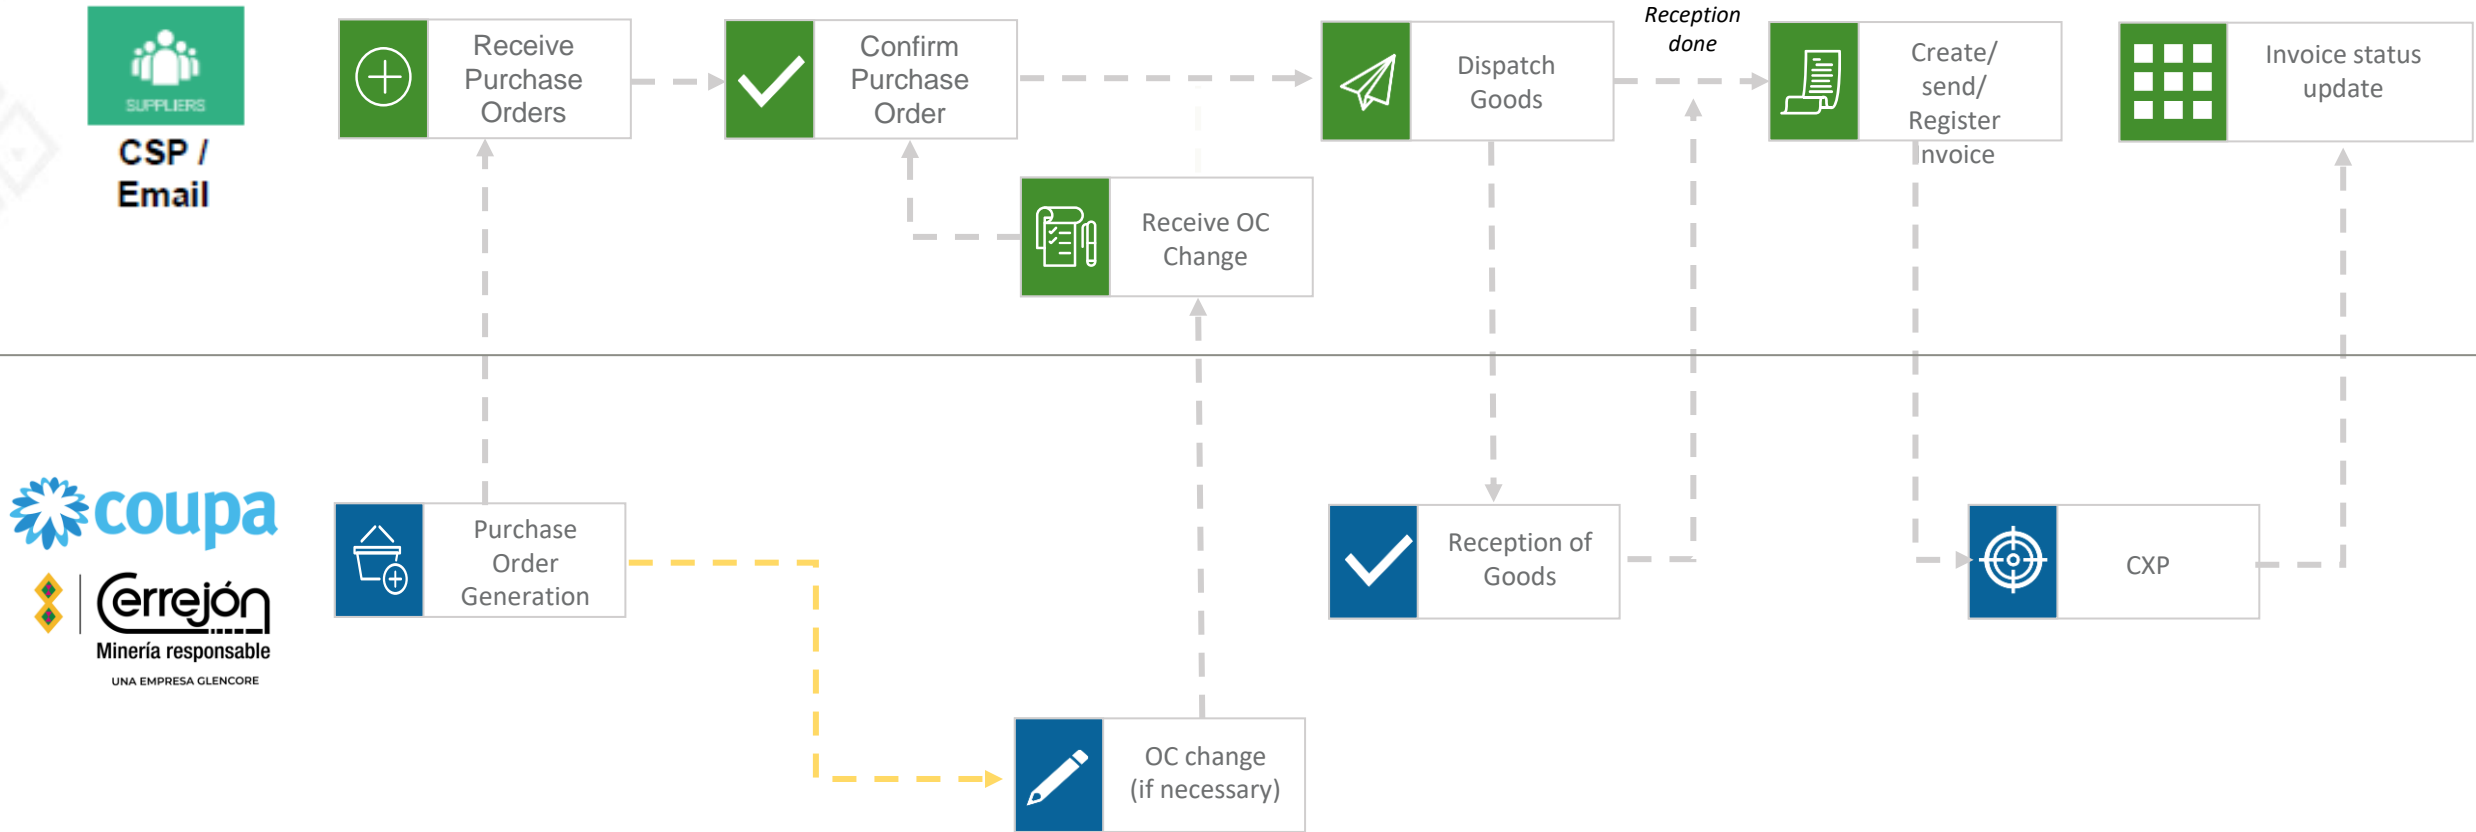 SUPPLIERS
CSP /
Email
Receive
Purchase
Orders
Confirm
Purchase
Order
Receive OC
Change
Dispatch
Goods
Reception
done
Create/
send/
Register
nvoice
Invoice status
update
coupa
Cerrejón
Minería responsable
UNA EMPRESA GLENCORE
Purchase
Order
Generation
OC change
(if necessary)
Reception of
Goods
CXP